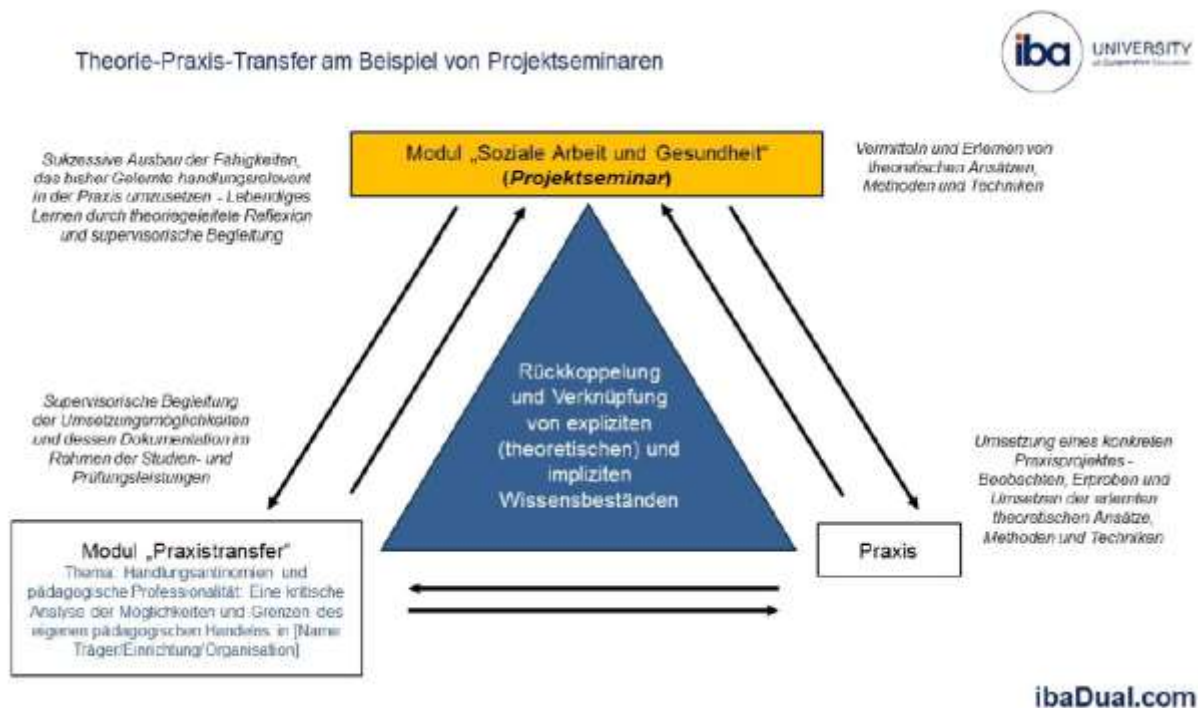 Theorie-Praxis-Transfer am Beispiel von Projektseminaren
iba UNIVERSITY
of Cooperative Education
Sukzessive Ausbau der Fähigkeiten,
das bisher Gelernte handlungsrelevant
in der Praxis umzusetzen - Lebendiges
Lernen durch theoriegeleitete Reflexion
und supervisorische Begleitung
Modul „Soziale Arbeit und Gesundheit"
(Projektseminar)
Vermitteln und Erlernen von
theoretischen Ansätzen,
Methoden und Techniken
Rückkoppelung
und Verknüpfung
von expliziten
(theoretischen) und
impliziten
Wissensbeständen
Supervisorische Begleitung
der Umsetzungsmöglichkeiten
und dessen Dokumentation im
Rahmen der Studien- und
Prüfungsleistungen
Umsetzung eines konkreten
Praxisprojektes -
Beobachten, Erproben und
Umsetzen der erlernten
theoretischen Ansätze,
Methoden und Techniken
Modul „Praxistransfer"
Thema: Handlungsantinomien und
pädagogische Professionalität: Eine kritische
Analyse der Möglichkeiten und Grenzen des
eigenen pädagogischen Handelns in [Name
Träger/Einrichtung/Organisation]
Praxis
ibaDual.com